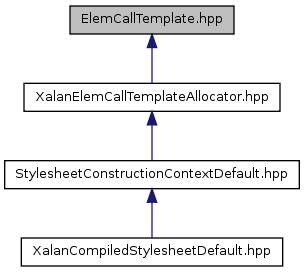 ElemCallTemplate.hpp
XalanElemCallTemplateAllocator.hpp
StylesheetConstructionContextDefault.hpp
XalanCompiledStylesheetDefault.hpp